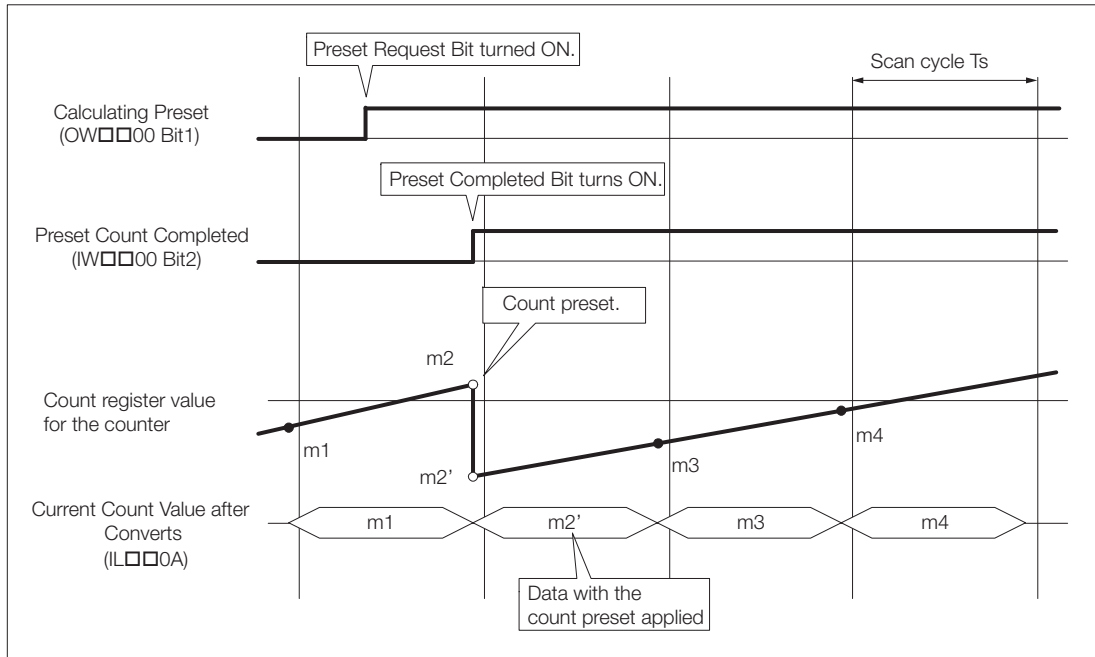 Preset Request Bit turned ON.
Scan cycle Ts
Calculating Preset
(OW□□00 Bit1)
Preset Completed Bit turns ON.
Preset Count Completed
(IW□□00 Bit2)
Count preset.
m2
Count register value
for the counter
m1
m4
m3
m2’
Current Count Value after
Converts
(IL□□0A)
m1
m2’
m3
m4
Data with the
count preset applied